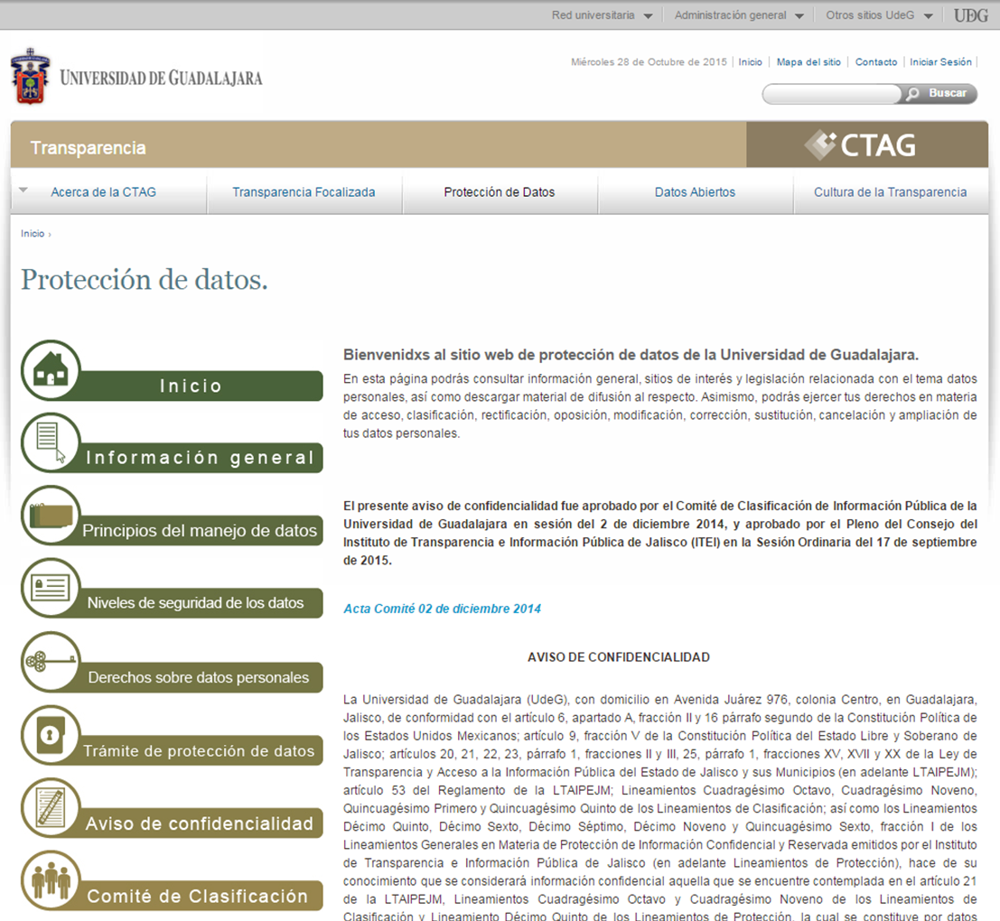 Red universitaria
Administración general
Otros sitios UdeG
UDG
UNIVERSIDAD DE GUADALAJARA
Miércoles 28 de Octubre de 2015 | Inicio | Mapa del sitio | Contacto | Iniciar Sesión |
Buscar
Transparencia
CTAG
Acerca de la CTAG
Transparencia Focalizada
Protección de Datos
Datos Abiertos
Cultura de la Transparencia
Inicio ›
Protección de datos.
Inicio
Información general
Principios del manejo de datos
Niveles de seguridad de los datos
Derechos sobre datos personales
Trámite de protección de datos
Aviso de confidencialidad
Comité de Clasificación
Bienvenidxs al sitio web de protección de datos de la Universidad de Guadalajara.
En esta página podrás consultar información general, sitios de interés y legislación relacionada con el tema datos
personales, así como descargar material de difusión al respecto. Asimismo, podrás ejercer tus derechos en materia
de acceso, clasificación, rectificación, oposición, modificación, corrección, sustitución, cancelación y ampliación de
tus datos personales.
El presente aviso de confidencialidad fue aprobado por el Comité de Clasificación de Información Pública de la
Universidad de Guadalajara en sesión del 2 de diciembre 2014, y aprobado por el Pleno del Consejo del
Instituto de Transparencia e Información Pública de Jalisco (ITEI) en la Sesión Ordinaria del 17 de septiembre
de 2015.
Acta Comité 02 de diciembre 2014
AVISO DE CONFIDENCIALIDAD
La Universidad de Guadalajara (UdeG), con domicilio en Avenida Juárez 976, colonia Centro, en Guadalajara,
Jalisco, de conformidad con el artículo 6, apartado A, fracción II y 16 párrafo segundo de la Constitución Política de
los Estados Unidos Mexicanos; artículo 9, fracción V de la Constitución Política del Estado Libre y Soberano de
Jalisco; artículos 20, 21, 22, 23, párrafo 1, fracciones II y III, 25, párrafo 1, fracciones XV, XVII y XX de la Ley de
Transparencia y Acceso a la Información Pública del Estado de Jalisco y sus Municipios (en adelante LTAIPEJM);
artículo 53 del Reglamento de la LTAIPEJM; Lineamientos Cuadragésimo Octavo, Cuadragésimo Noveno,
Quincuagésimo Primero y Quincuagésimo Quinto de los Lineamientos de Clasificación; así como los Lineamientos
Décimo Quinto, Décimo Sexto, Décimo Séptimo, Décimo Noveno y Quincuagésimo Sexto, fracción I de los
Lineamientos Generales en Materia de Protección de Información Confidencial y Reservada emitidos por el Instituto
de Transparencia e Información Pública de Jalisco (en adelante Lineamientos de Protección), hace de su
conocimiento que se considerará información confidencial aquella que se encuentre contemplada en el artículo 21
de la LTAIPEJM, Lineamientos Cuadragésimo Octavo y Cuadragésimo Noveno de los Lineamientos de
Clasificación y Lineamiento Décimo Quinto de los Lineamientos de Protección, la cual se constituye por datos